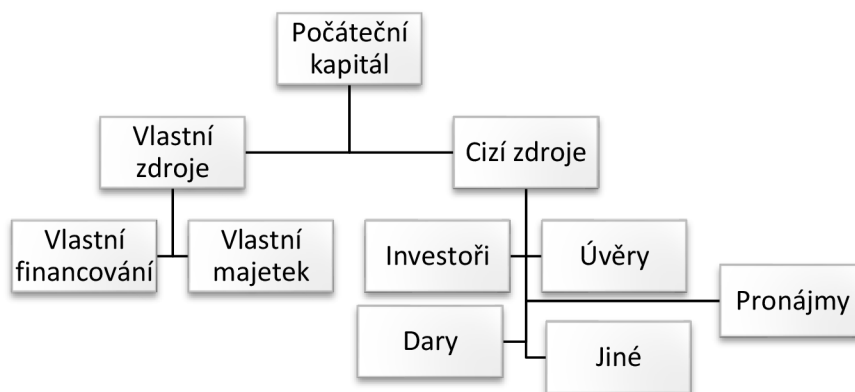 Počáteční
kapitál
Vlastní
zdroje
Cizí zdroje
Vlastní
financování
Vlastní
majetek
Investoři
Úvěry
Pronájmy
Dary
Jiné